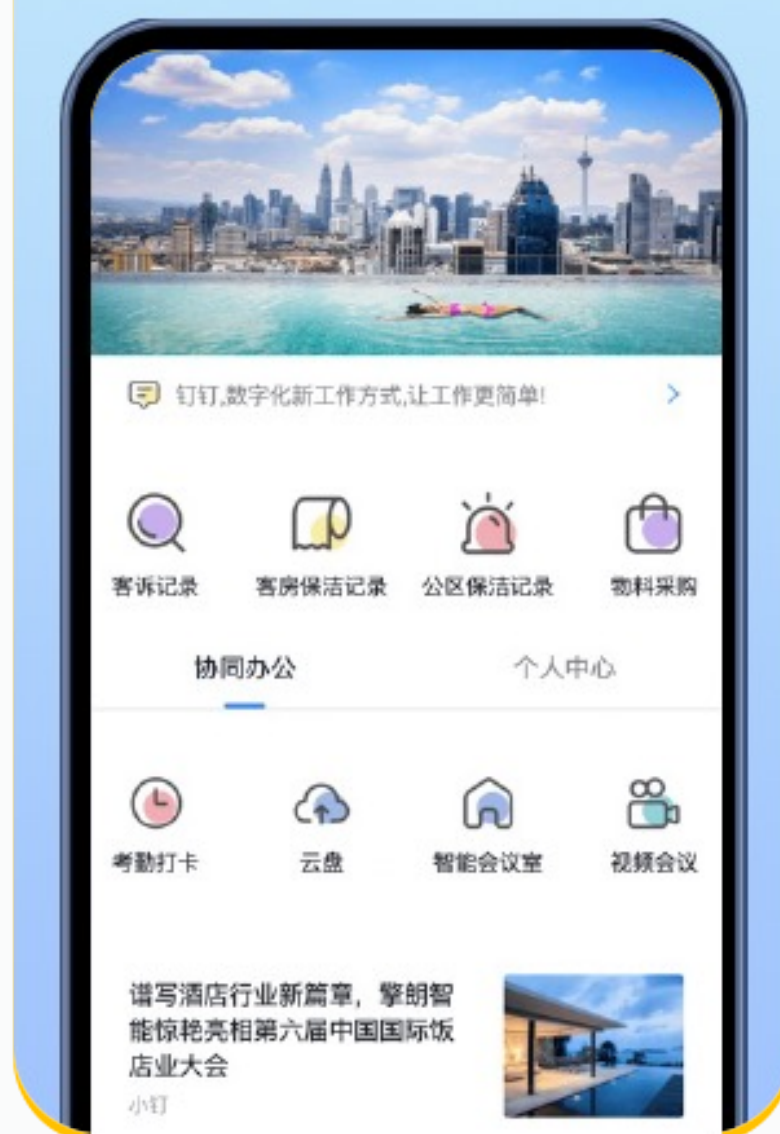 钉钉,数字化新工作方式,让工作更简单!
客诉记录 客房保洁记录 公区保洁记录 物料采购
协同办公 个人中心
考勤打卡 云盘 智能会议室 视频会议
谱写酒店行业新篇章，擎朗智
能惊艳亮相第六届中国国际饭
店业大会
小钉